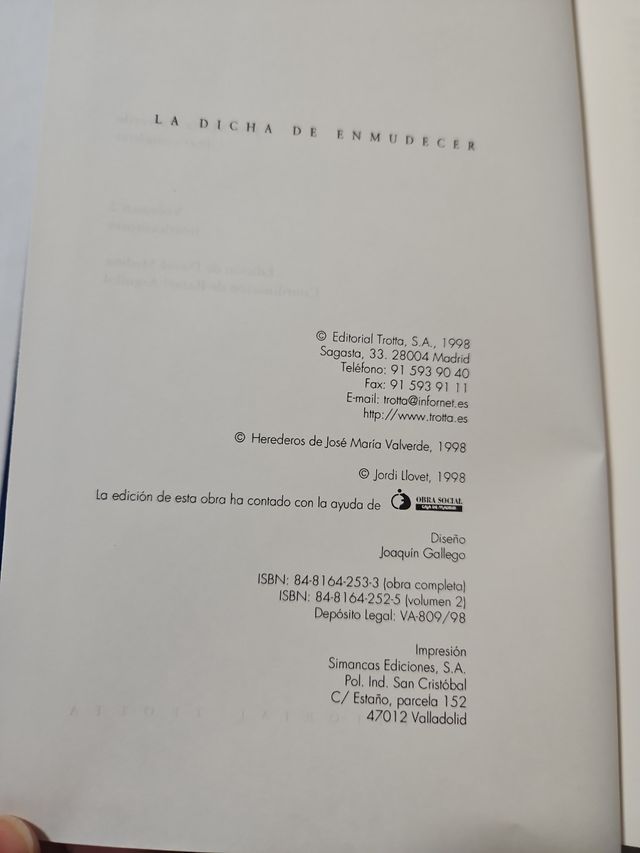 LA DICHA DE ENMUDECER
© Editorial Trotta, S.A., 1998
Sagasta, 33. 28004 Madrid
Teléfono: 91 593 90 40
Fax: 91 593 91 11
E-mail: trotta@infornet.es
http://www.trotta.es
© Herederos de José María Valverde, 1998
© Jordi Llovet, 1998
La edición de esta obra ha contado con la ayuda de OBRA SOCIAL
CAJA DE MADRID
Diseño
Joaquín Gallego
ISBN: 84-8164-253-3 (obra completa)
ISBN: 84-8164-252-5 (volumen 2)
Depósito Legal: VA-809/98
Impresión
Simancas Ediciones, S.A.
Pol. Ind. San Cristóbal
C/ Estaño, parcela 152
47012 Valladolid